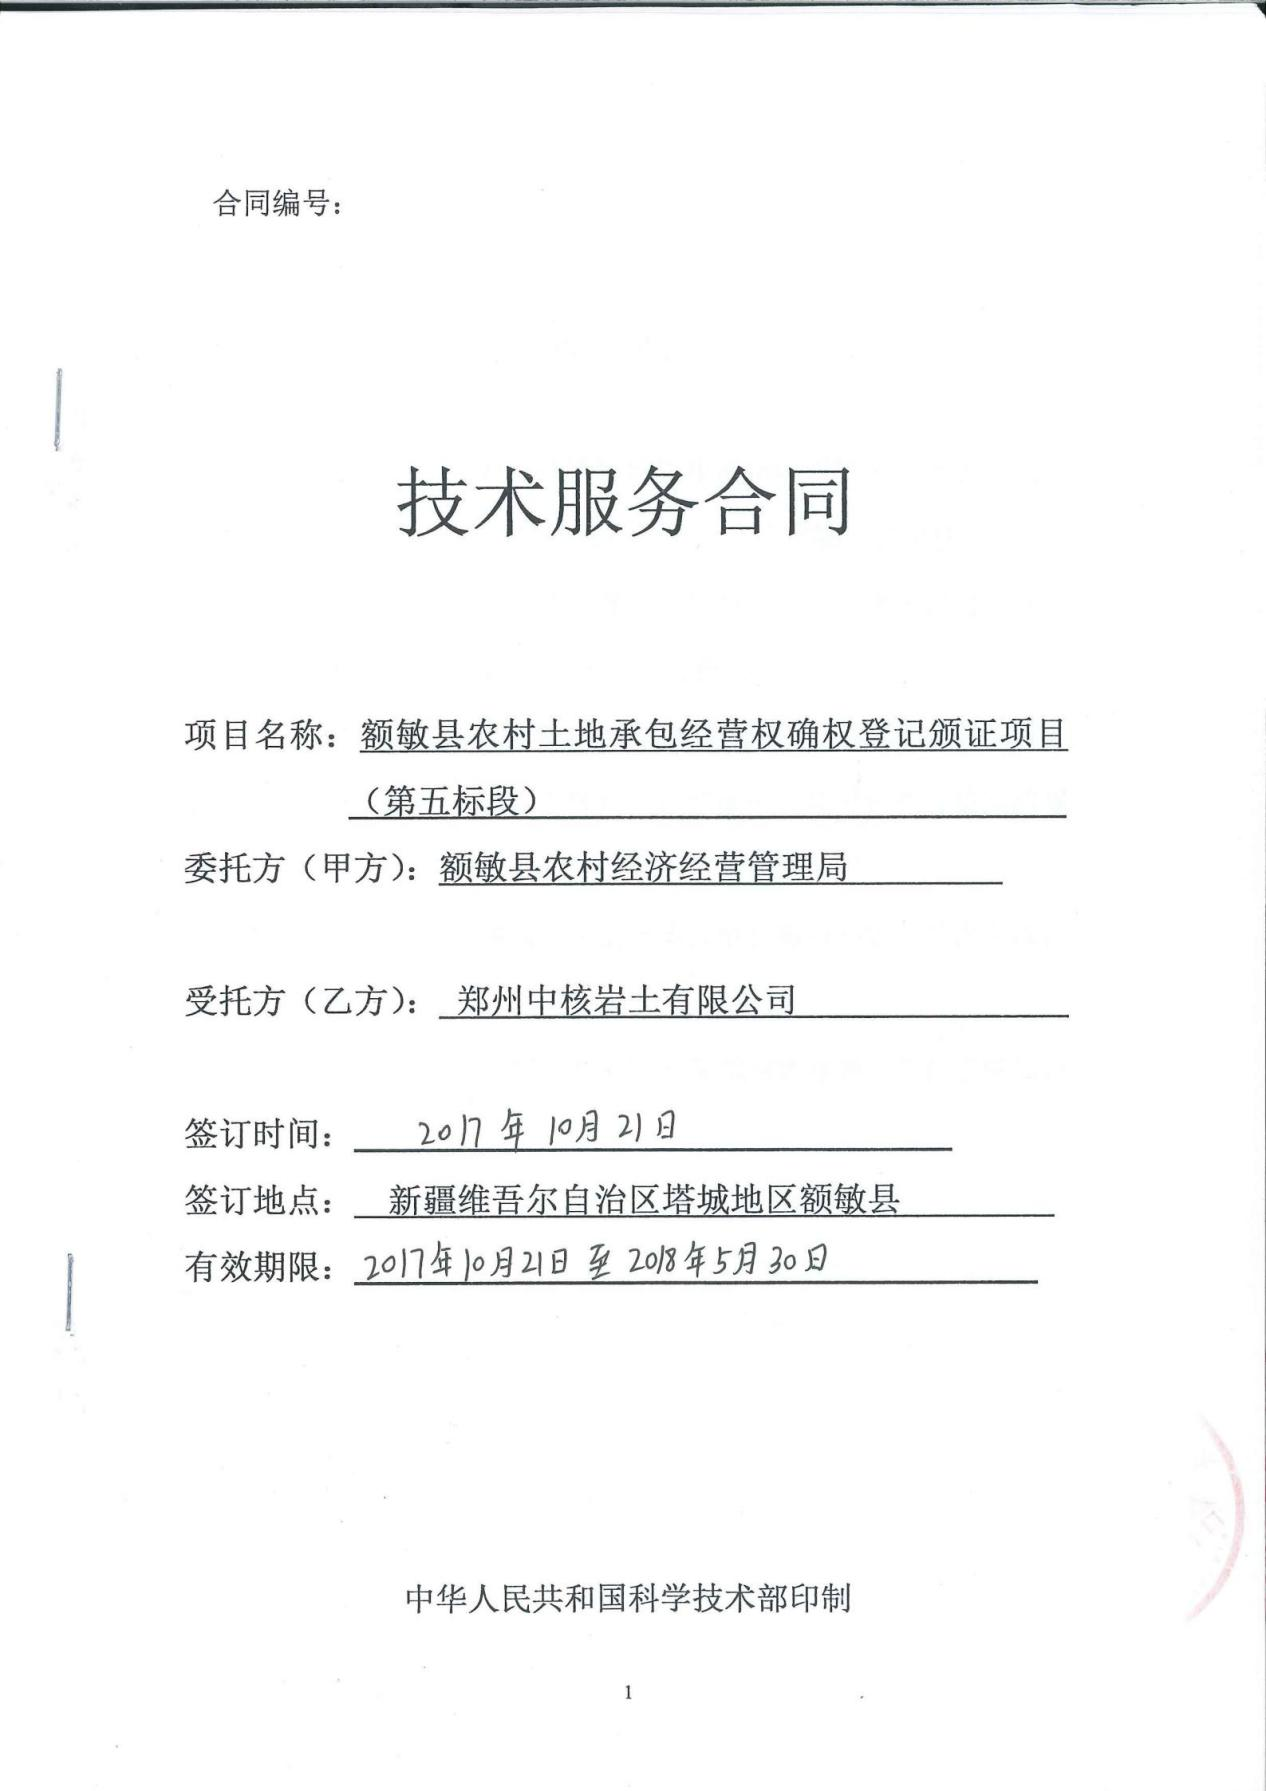 合同编号：
技术服务合同
项目名称：额敏县农村土地承包经营权确权登记颁证项目
（第五标段）
委托方（甲方）：额敏县农村经济经营管理局
受托方（乙方）：郑州中核岩土有限公司
签订时间：2017年10月21日
签订地点：新疆维吾尔自治区塔城地区额敏县
有效期限：2017年10月21日至2018年5月30日
中华人民共和国科学技术部印制
1